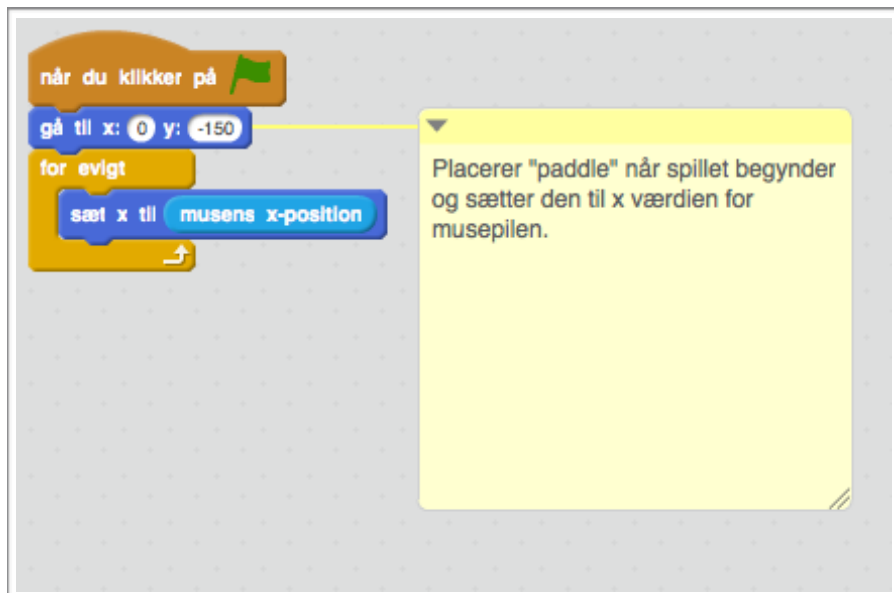 når du klikker på
gå til x: 0 y: -150
for evigt
sæt x til musens x-position
Placerer "paddle" når spillet begynder
og sætter den til x værdien for
musepilen.